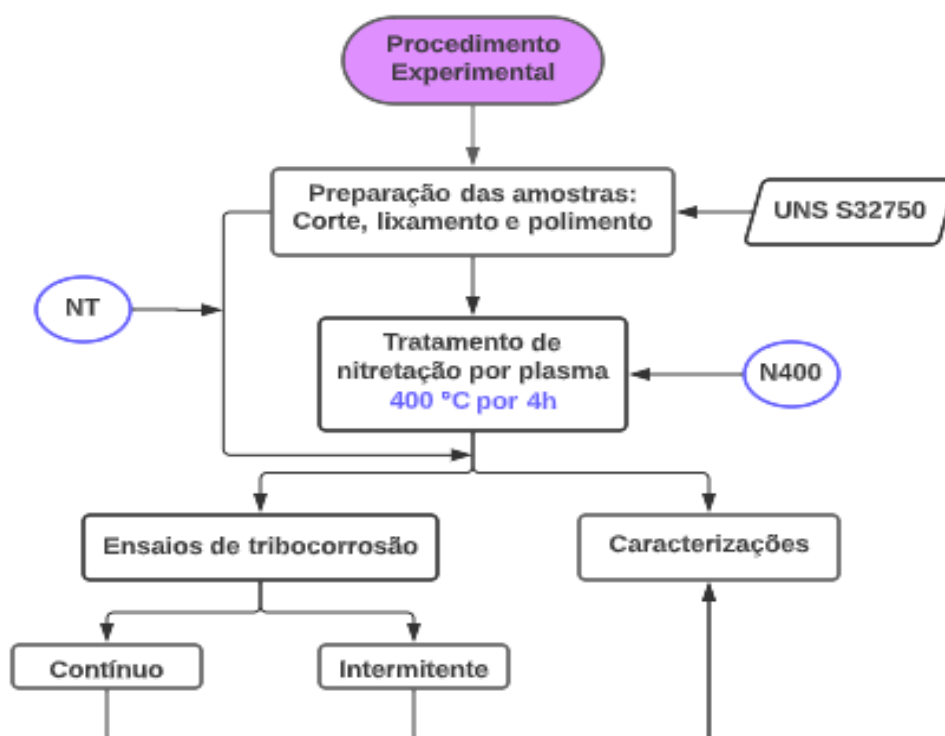 Procedimento
Experimental
Preparação das amostras:
Corte, lixamento e polimento
UNS S32750
NT
Tratamento de
nitretação por plasma
400 °C por 4h
N400
Ensaios de tribocorrosão
Caracterizações
Contínuo
Intermitente